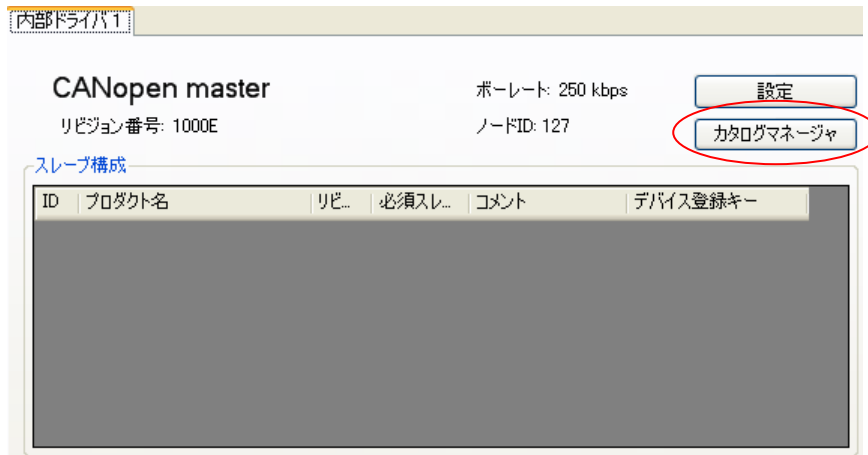 内部ドライバ1
CANopen master
ボーレート: 250 kbps
設定
リビジョン番号: 1000E
ノードID: 127
カタログマネージャ
スレーブ構成
ID プロダクト名 リビ... 必須スレ... コメント デバイス登録キー